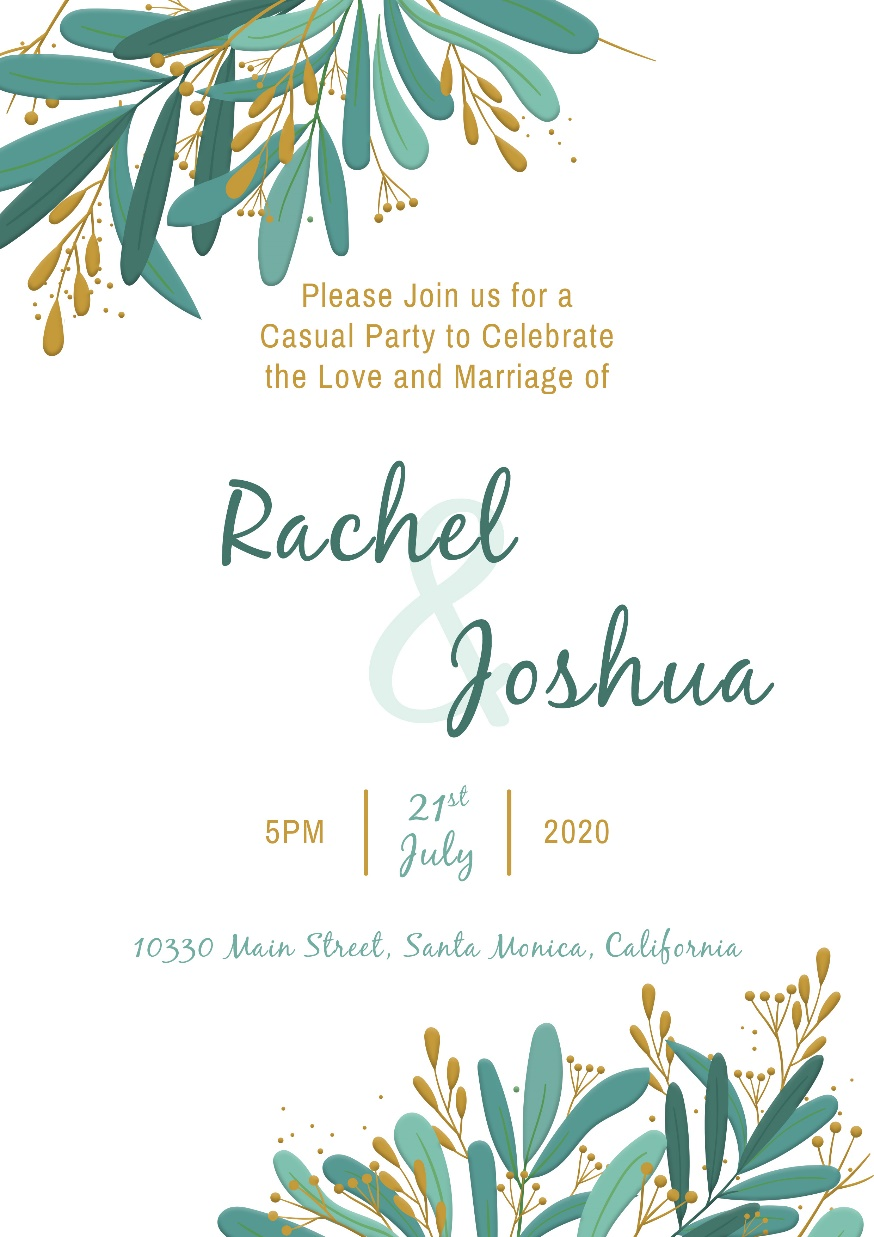 Please Join us for a
Casual Party to Celebrate
the Love and Marriage of
Rachel
&
Joshua
5PM
21st
July
2020
10330 Main Street, Santa Monica, California